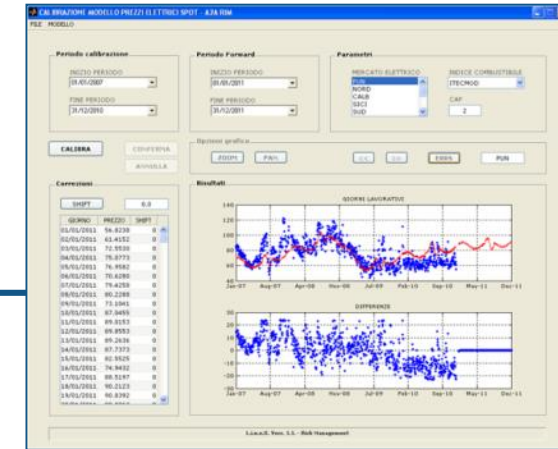 CALIBRAZIONE MODELLO PREZZI ELETTRICI SPOT - A2A RIM
FILE MODELLO
Periodo calibrazione
INIZIO PERIODO
01/01/2007
FINE PERIODO
31/12/2010
Periodo Forward
INIZIO PERIODO
01/01/2011
FINE PERIODO
31/12/2011
Parametri
MERCATO ELETTRICO
PUN
NORD
CALB
SICI
SUD
INDICE COMBUSTIBILE
ITECMOD
CAP
2
CALIBRA
CONFERMA
ANNULLA
Opzione grafico
ZOOM PAN << >> ERRS PUN
Correzioni
SHIFT 0.0
GIORNO PREZZO SHIFT
01/01/2011 56.8238 0
02/01/2011 61.4152 0
03/01/2011 72.5520 0
04/01/2011 75.0773 0
05/01/2011 76.9582 0
06/01/2011 70.6280 0
07/01/2011 79.4258 0
08/01/2011 80.2288 0
09/01/2011 73.1041 0
10/01/2011 87.0455 0
11/01/2011 89.0153 0
12/01/2011 89.8553 0
13/01/2011 89.2636 0
14/01/2011 87.7373 0
15/01/2011 82.5525 0
16/01/2011 74.9432 0
17/01/2011 88.5197 0
18/01/2011 90.2123 0
19/01/2011 90.8392 0
Risultati
GIORNI LAVORATIVI
140
120
100
80
60
40
Jan-07 Aug-07 Apr-08 Nov-08 Jul-09 Feb-10 Sep-10 May-11 Dec-11
DIFFERENZE
30
20
10
0
-10
-20
-30
Jan-07 Aug-07 Apr-08 Nov-08 Jul-09 Feb-10 Sep-10 May-11 Dec-11
Risk Management